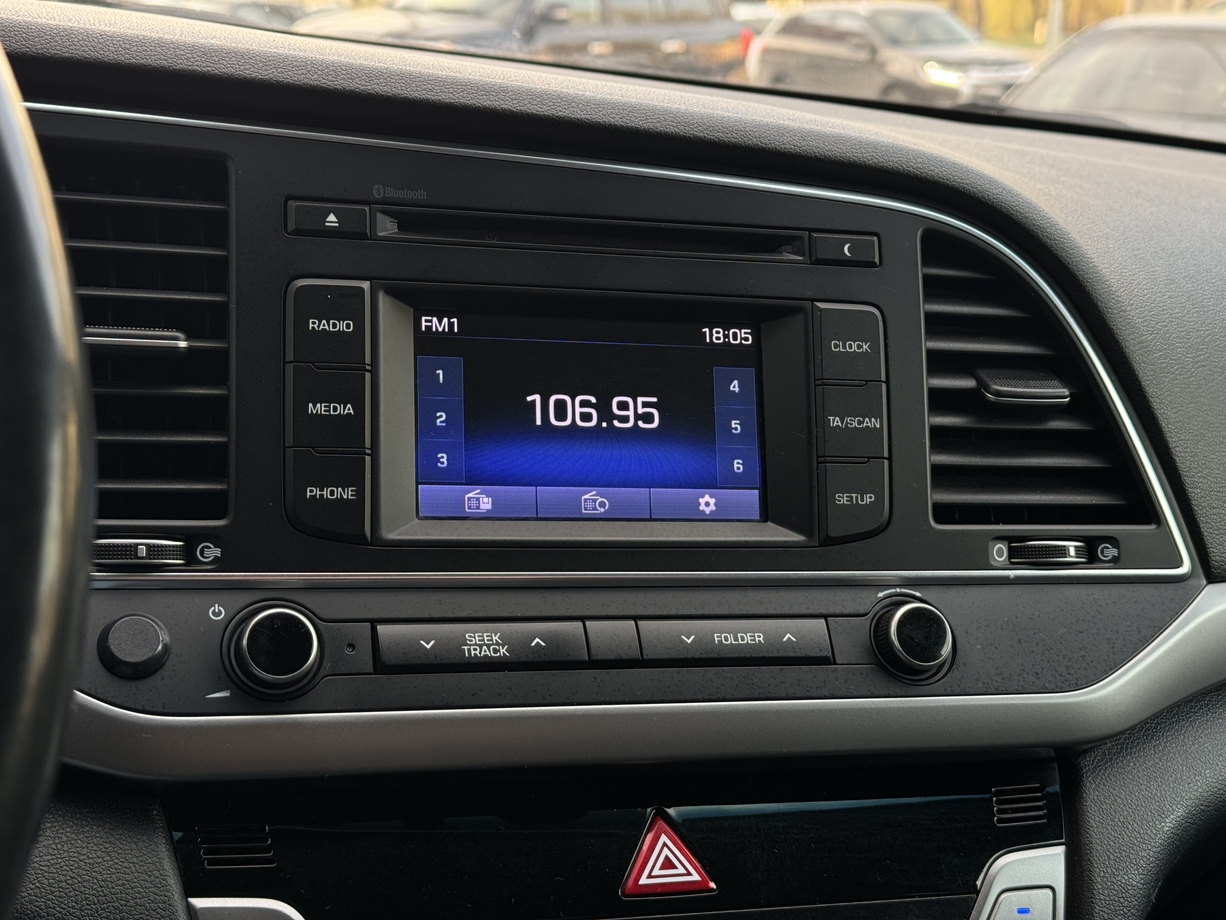 Bluetooth
RADIO
MEDIA
PHONE
FM1
18:05
1
2
3
106.95
4
5
6
CLOCK
TA/SCAN
SETUP
SEEK
TRACK
FOLDER